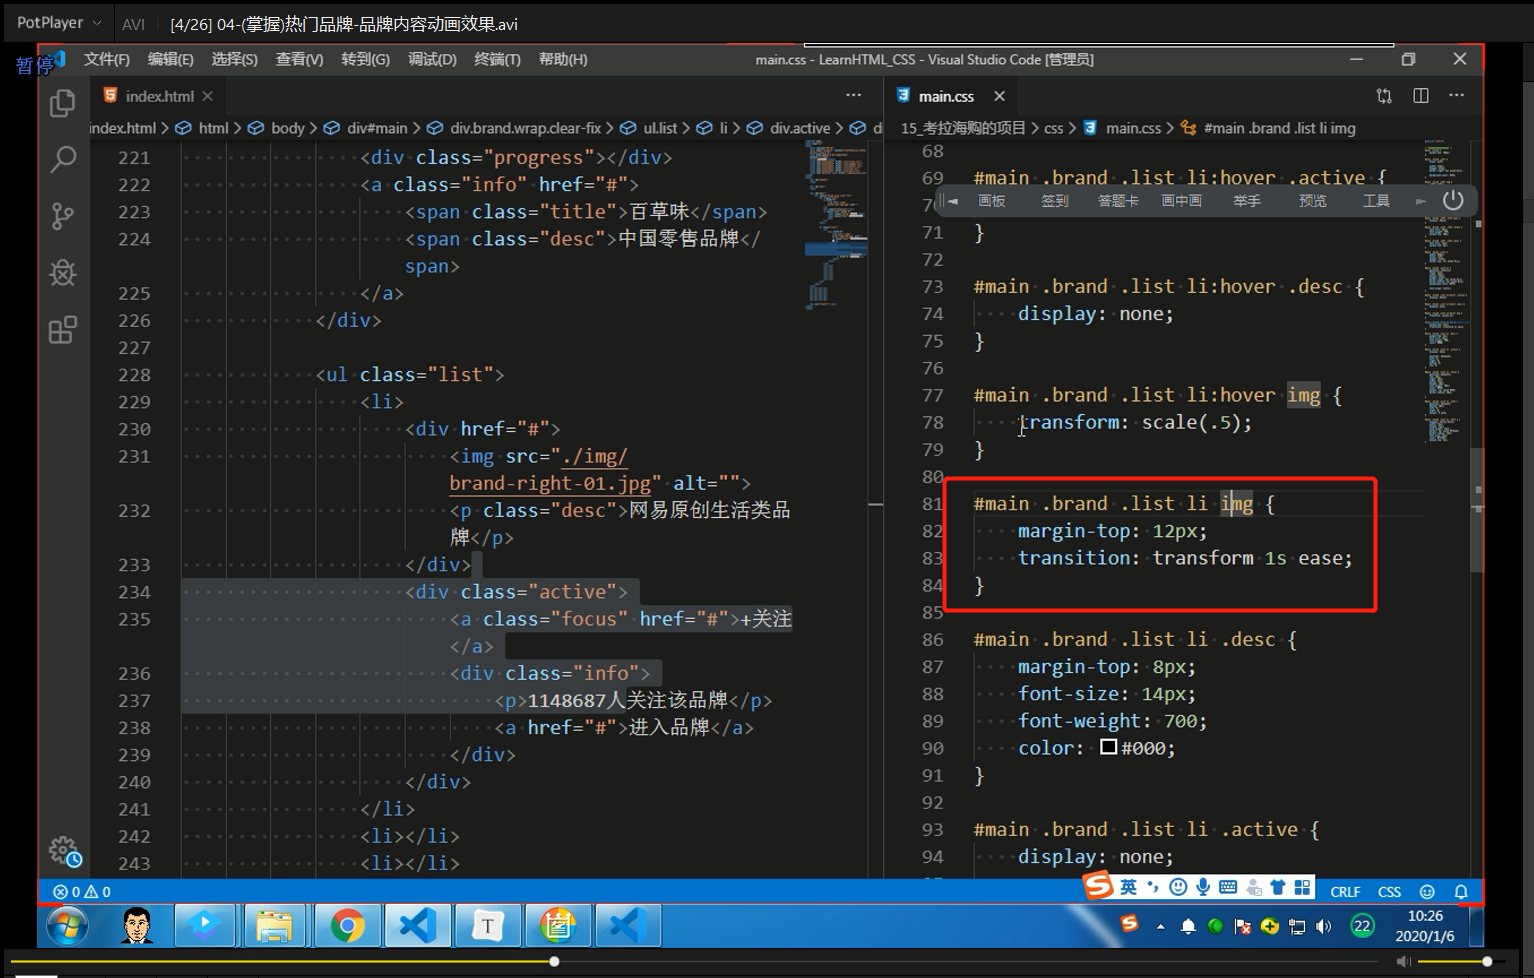 PotPlayer AVI [4/26] 04-(掌握)热门品牌-品牌内容动画效果.avi
暂停
文件(F) 编辑(E) 选择(S) 查看(V) 转到(G) 调试(D) 终端(T) 帮助(H) main.css - LearnHTML_CSS - Visual Studio Code [管理员]
index.html
index.html > html > body > div#main > div.brand.wrap.clear-fix > ul.list > li > div.active > d
221 <div class="progress"></div>
222 <a class="info" href="#">
223 <span class="title">百草味</span>
224 <span class="desc">中国零售品牌</
span>
225 </a>
226 </div>
227
228 <ul class="list">
229 <li>
230 <div href="#">
231 <img src="./img/
brand-right-01.jpg" alt="">
232 <p class="desc">网易原创生活类品
牌</p>
233 </div>
234 <div class="active">
235 <a class="focus" href="#">+关注
</a>
236 <div class="info">
237 <p>1148687人关注该品牌</p>
238 <a href="#">进入品牌</a>
239 </div>
240 </div>
241 </li>
242 <li></li>
243 <li></li>
main.css
15_考拉海购的项目 > css > main.css > #main .brand .list li img
68
69 #main .brand .list li:hover .active {
画板 签到 答题卡 画中画 举手 预览 工具
71 }
72
73 #main .brand .list li:hover .desc {
74 display: none;
75 }
76
77 #main .brand .list li:hover img {
78 transform: scale(.5);
79 }
80
81 #main .brand .list li img {
82 margin-top: 12px;
83 transition: transform 1s ease;
84 }
85
86 #main .brand .list li .desc {
87 margin-top: 8px;
88 font-size: 14px;
89 font-weight: 700;
90 color: #000;
91 }
92
93 #main .brand .list li .active {
94 display: none;
0 0
英 CRLF CSS
T 22 10:26
2020/1/6